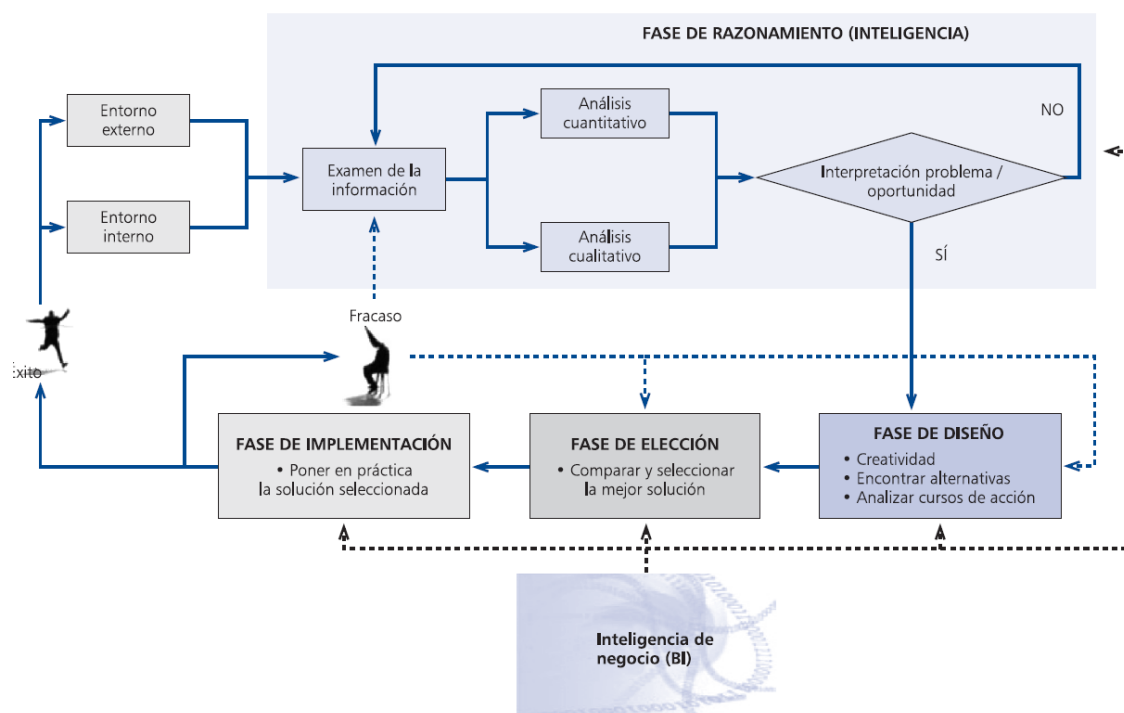 FASE DE RAZONAMIENTO (INTELIGENCIA)
Entorno
externo
Análisis
cuantitativo
NO
Examen de la
información
Interpretación problema /
oportunidad
Entorno
interno
Análisis
cualitativo
SÍ
Fracaso
Éxito
FASE DE IMPLEMENTACIÓN
• Poner en práctica
la solución seleccionada
FASE DE ELECCIÓN
• Comparar y seleccionar
la mejor solución
FASE DE DISEÑO
• Creatividad
• Encontrar alternativas
• Analizar cursos de acción
Inteligencia de
negocio (BI)